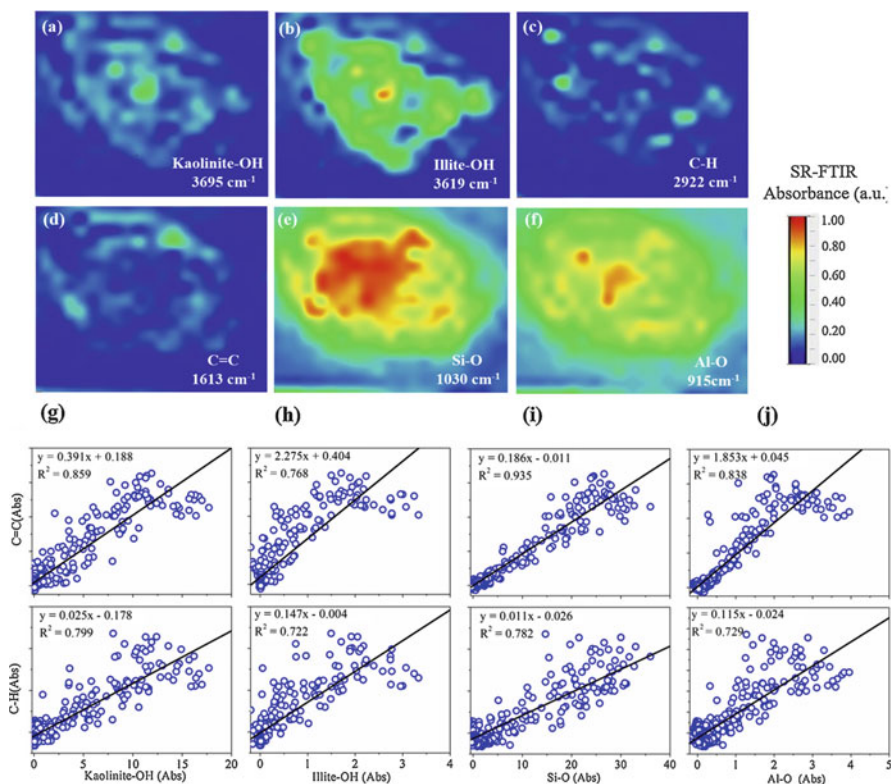 (a)
Kaolinite-OH
3695 cm⁻¹
(b)
Illite-OH
3619 cm⁻¹
(c)
C-H
2922 cm⁻¹
(d)
C=C
1613 cm⁻¹
(e)
Si-O
1030 cm⁻¹
(f)
Al-O
915cm⁻¹
SR-FTIR
Absorbance (a.u.)
1.00
0.80
0.60
0.40
0.20
0.00
(g)
(h)
(i)
(j)
C=C(Abs)
y = 0.391x + 0.188
R² = 0.859
y = 2.275x + 0.404
R² = 0.768
y = 0.186x - 0.011
R² = 0.935
y = 1.853x + 0.045
R² = 0.838
C-H(Abs)
y = 0.025x - 0.178
R² = 0.799
y = 0.147x - 0.004
R² = 0.722
y = 0.011x - 0.026
R² = 0.782
y = 0.115x - 0.024
R² = 0.729
0 5 10 15 20
0 1 2 3 4
0 10 20 30 40
0 1 2 3 4 5
Kaolinite-OH (Abs)
Illite-OH (Abs)
Si-O (Abs)
Al-O (Abs)